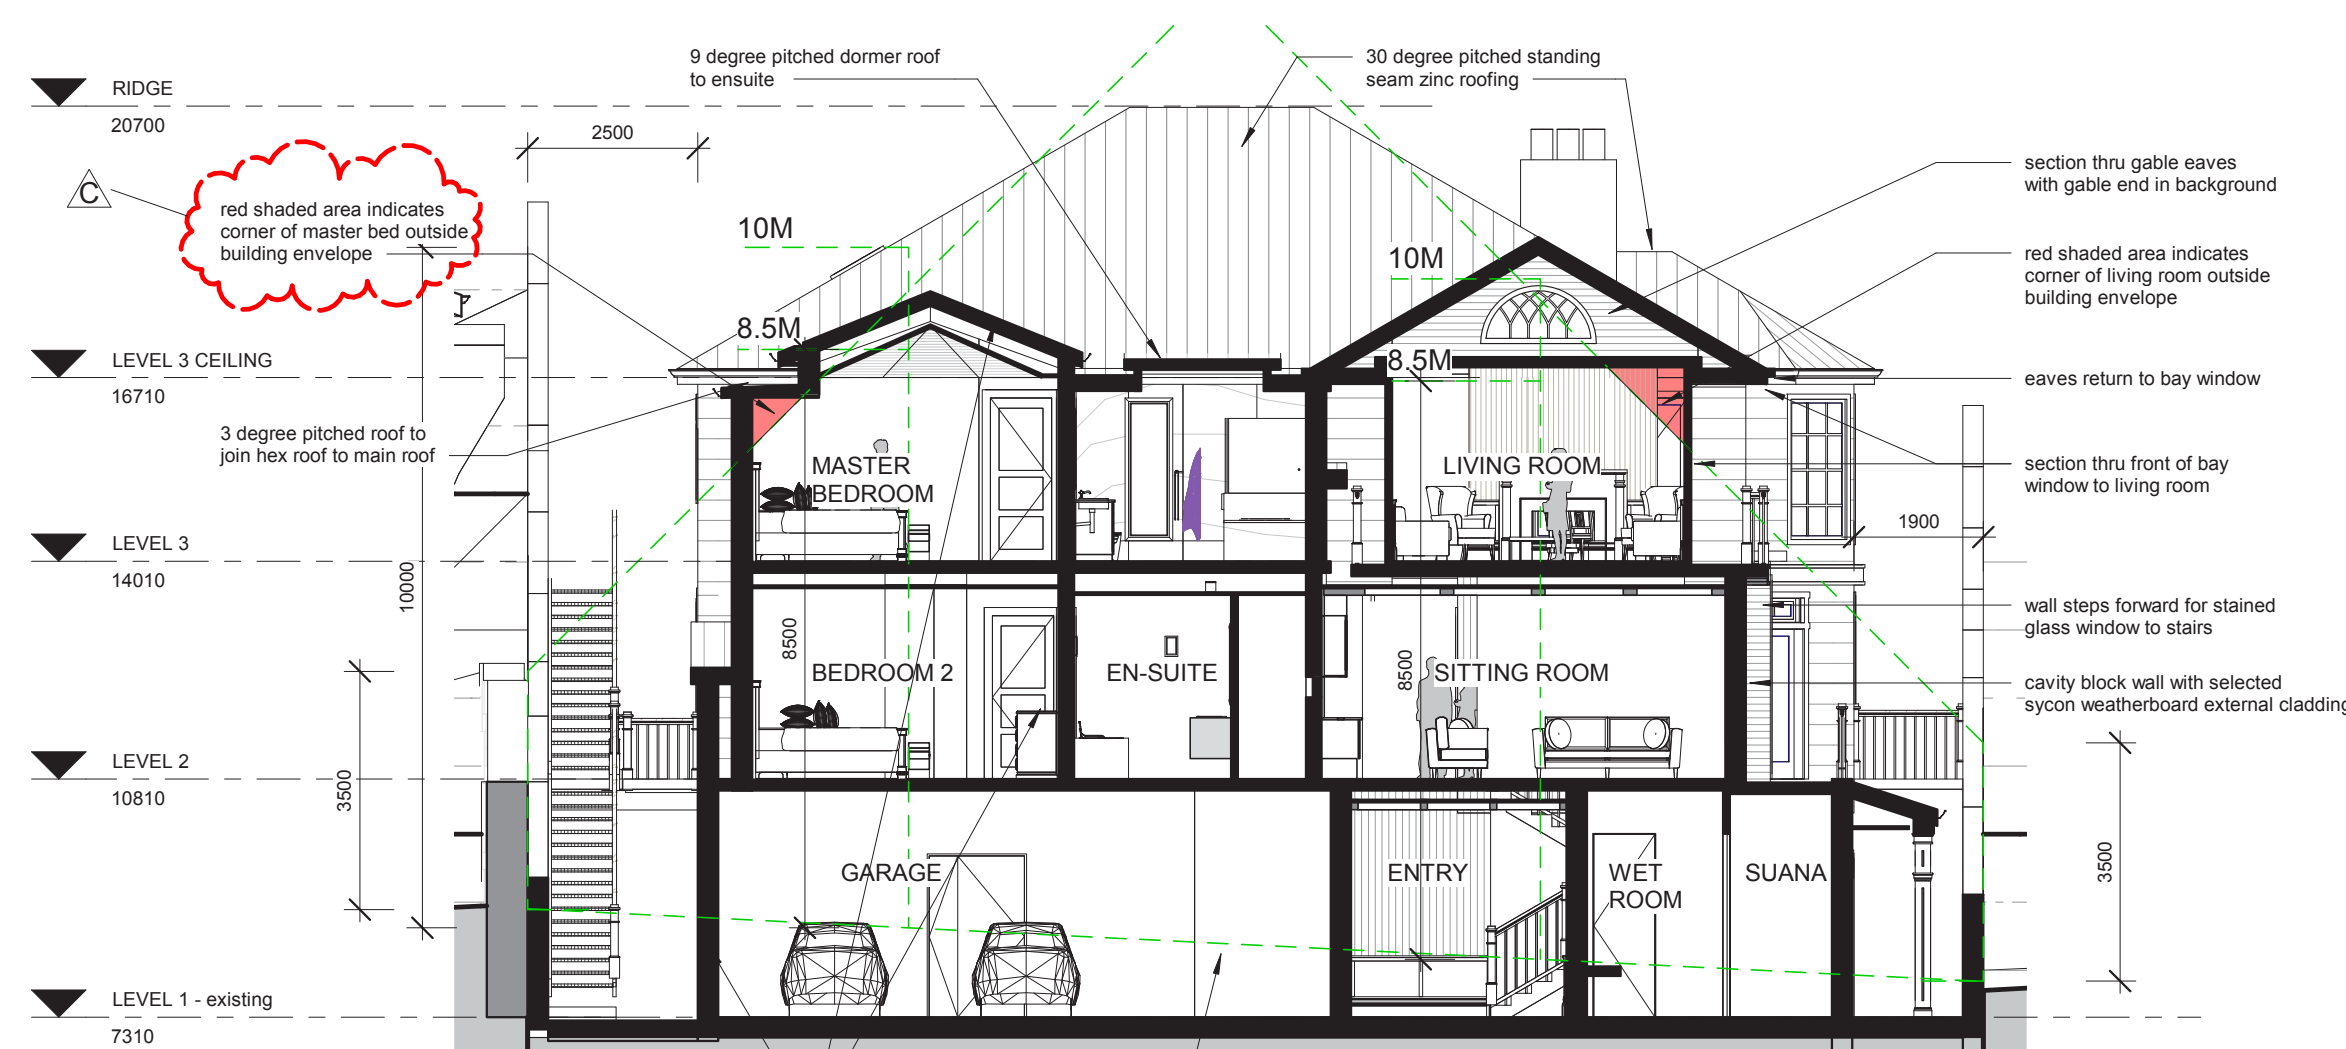 9 degree pitched dormer roof
to ensuite
30 degree pitched standing
seam zinc roofing
RIDGE
20700
2500
C
red shaded area indicates
corner of master bed outside
building envelope
section thru gable eaves
with gable end in background
10M
10M
red shaded area indicates
corner of living room outside
building envelope
8.5M
8.5M
LEVEL 3 CEILING
16710
eaves return to bay window
3 degree pitched roof to
join hex roof to main roof
MASTER
BEDROOM
LIVING ROOM
section thru front of bay
window to living room
1900
LEVEL 3
14010
10000
wall steps forward for stained
glass window to stairs
8500
8500
BEDROOM 2
EN-SUITE
SITTING ROOM
cavity block wall with selected
sycon weatherboard external cladding
LEVEL 2
10810
3500
3500
GARAGE
ENTRY
WET
ROOM
SUANA
LEVEL 1 - existing
7310